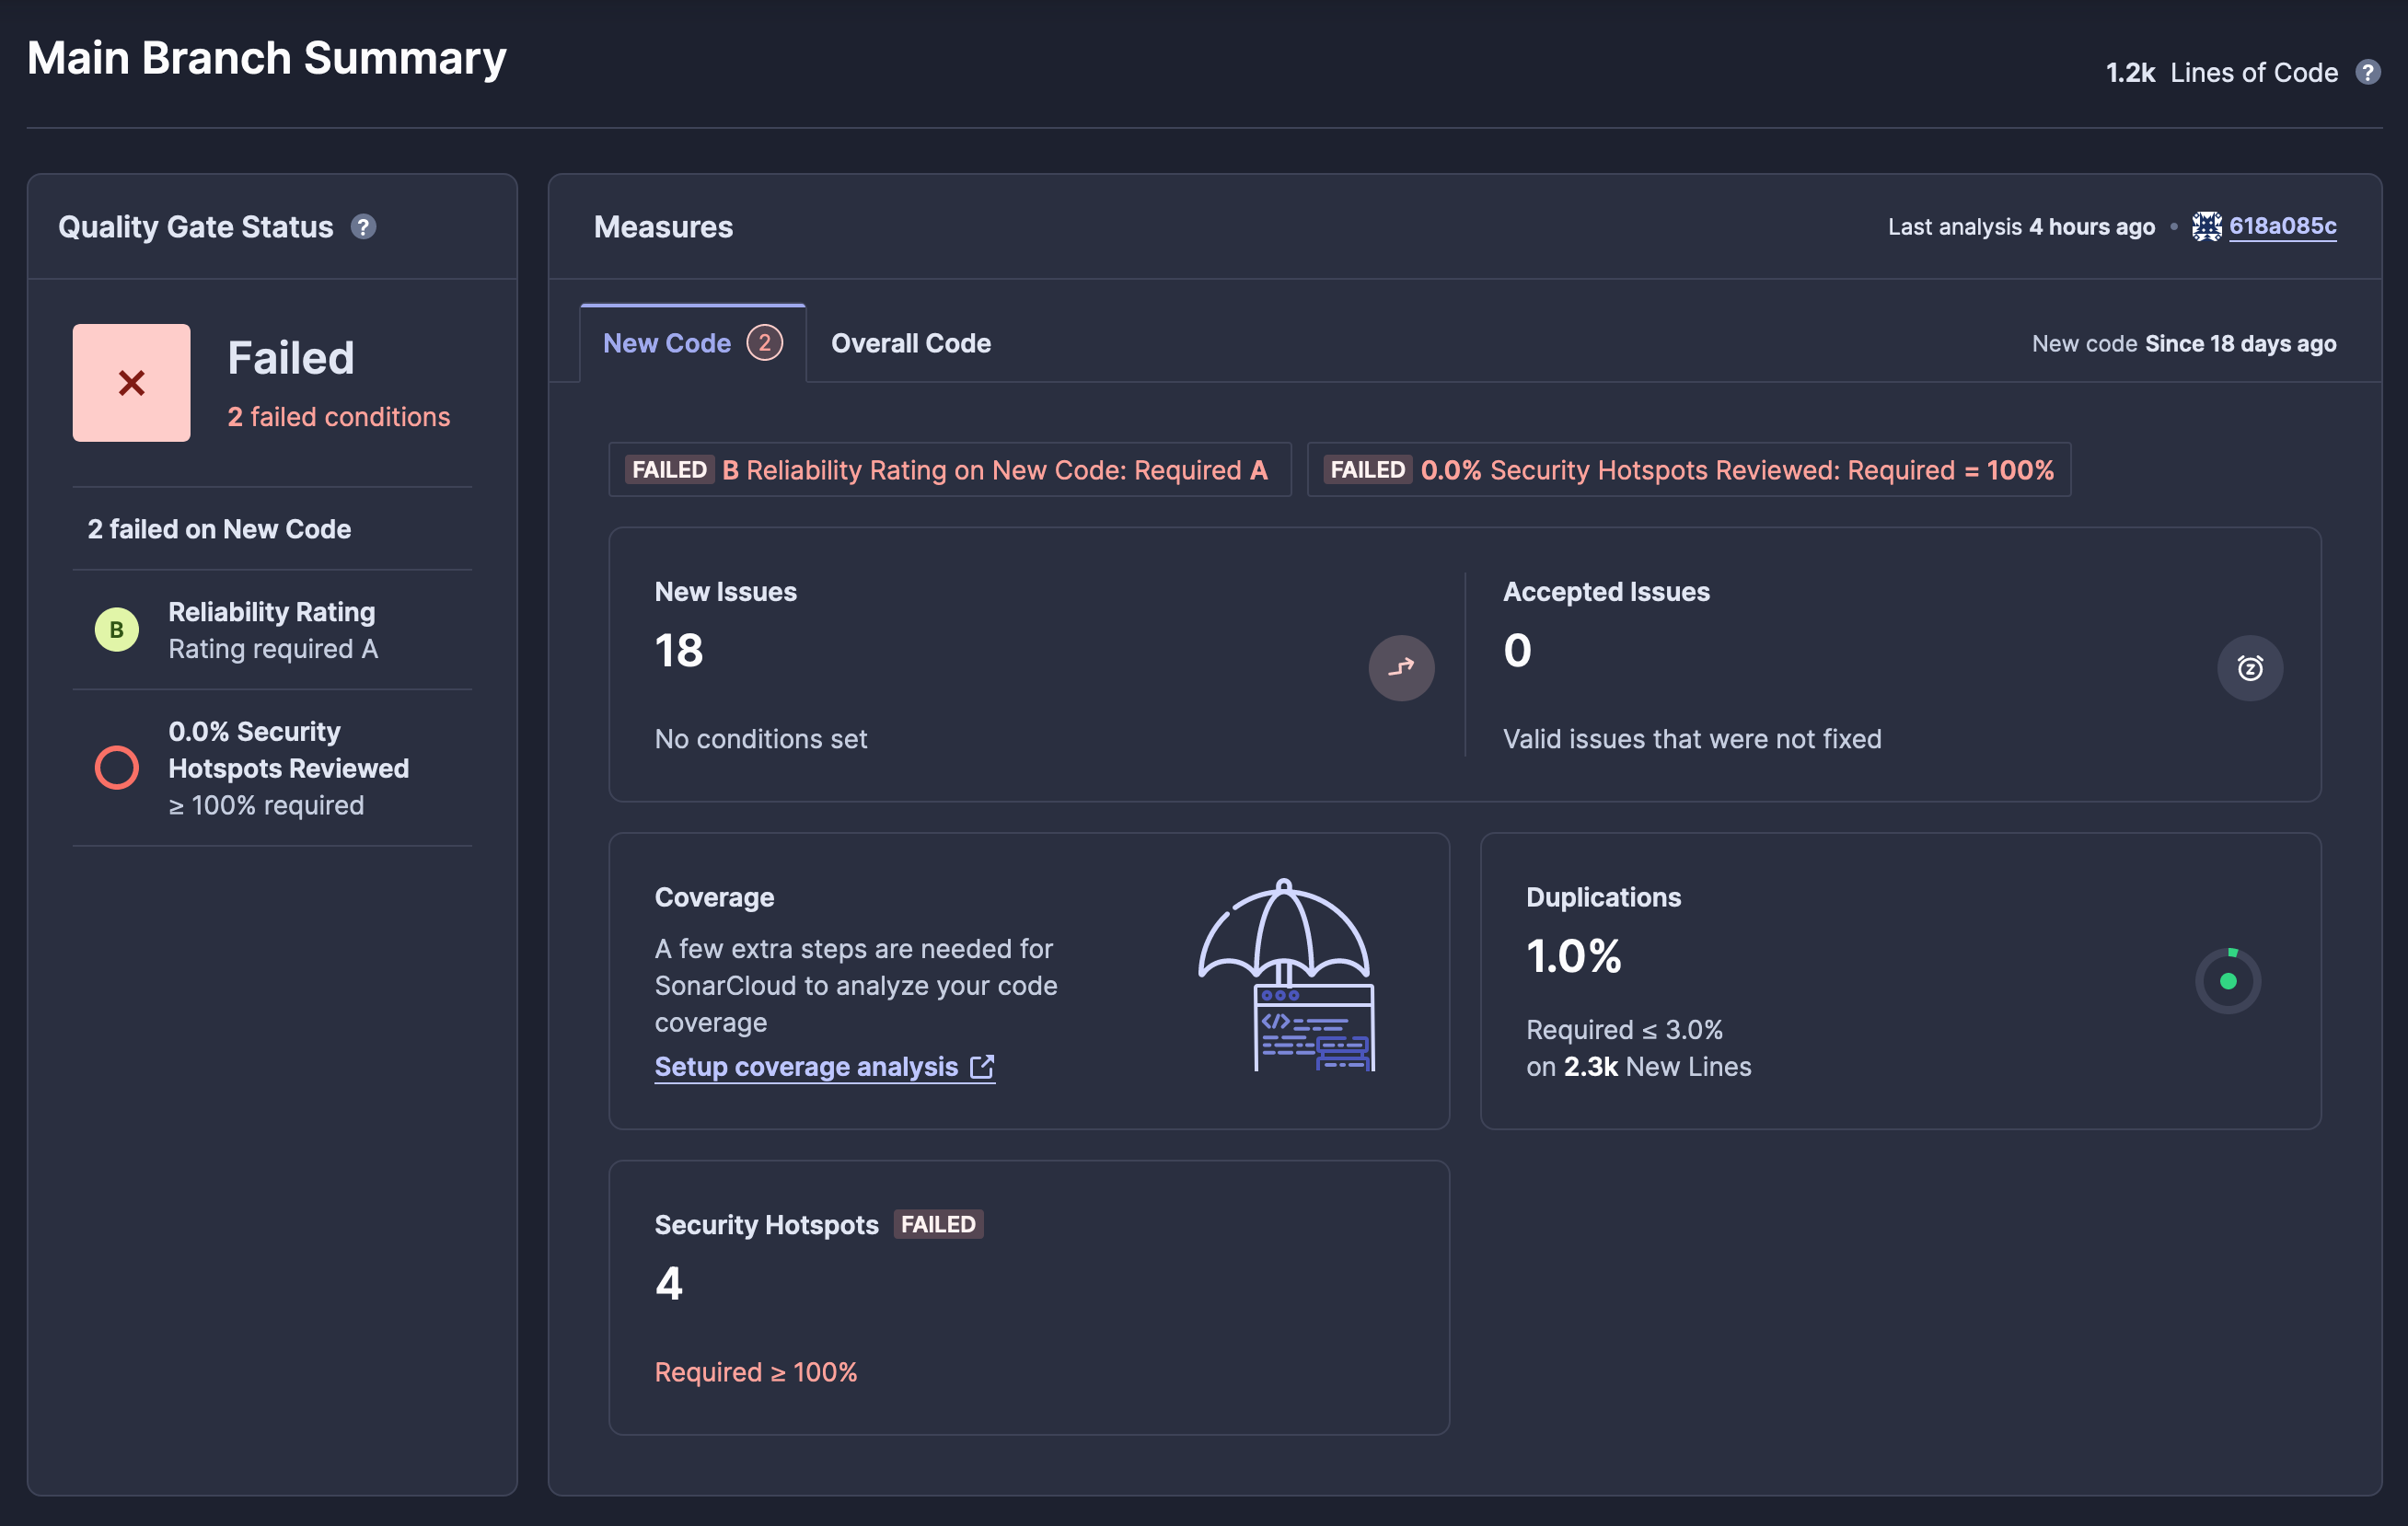 Main Branch Summary
1.2k Lines of Code ?
Quality Gate Status ?
Failed
2 failed conditions
2 failed on New Code
B
Reliability Rating
Rating required A
0.0% Security
Hotspots Reviewed
≥ 100% required
Measures
Last analysis 4 hours ago • 618a085c
New Code 2
Overall Code
New code Since 18 days ago
FAILED B Reliability Rating on New Code: Required A
FAILED 0.0% Security Hotspots Reviewed: Required = 100%
New Issues
18
No conditions set
Accepted Issues
0
Valid issues that were not fixed
Coverage
A few extra steps are needed for
SonarCloud to analyze your code
coverage
Setup coverage analysis
</>
Duplications
1.0%
Required ≤ 3.0%
on 2.3k New Lines
Security Hotspots FAILED
4
Required ≥ 100%